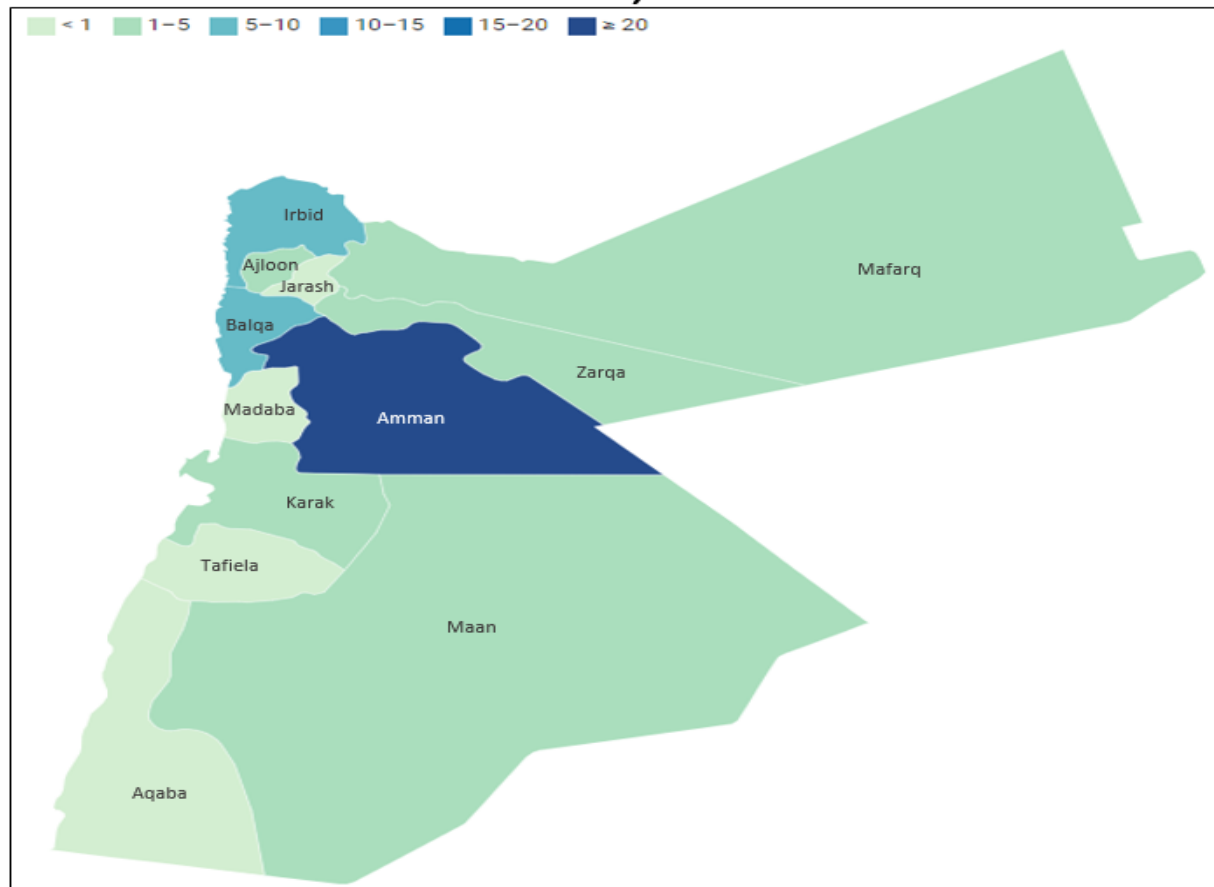 < 1 1–5 5–10 10–15 15–20 ≥ 20
Irbid
Ajloon
Mafarq
Jarash
Balqa
Zarqa
Madaba
Amman
Karak
Tafiela
Maan
Aqaba